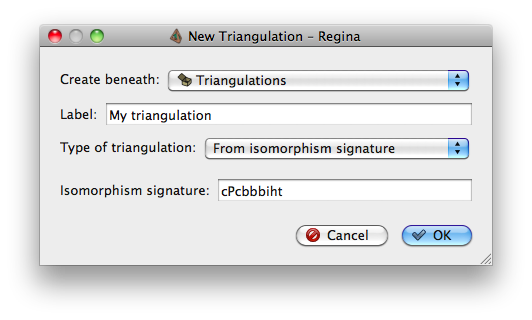 New Triangulation – Regina
Create beneath: Triangulations
Label: My triangulation
Type of triangulation: From isomorphism signature
Isomorphism signature: cPcbbbiht
Cancel OK